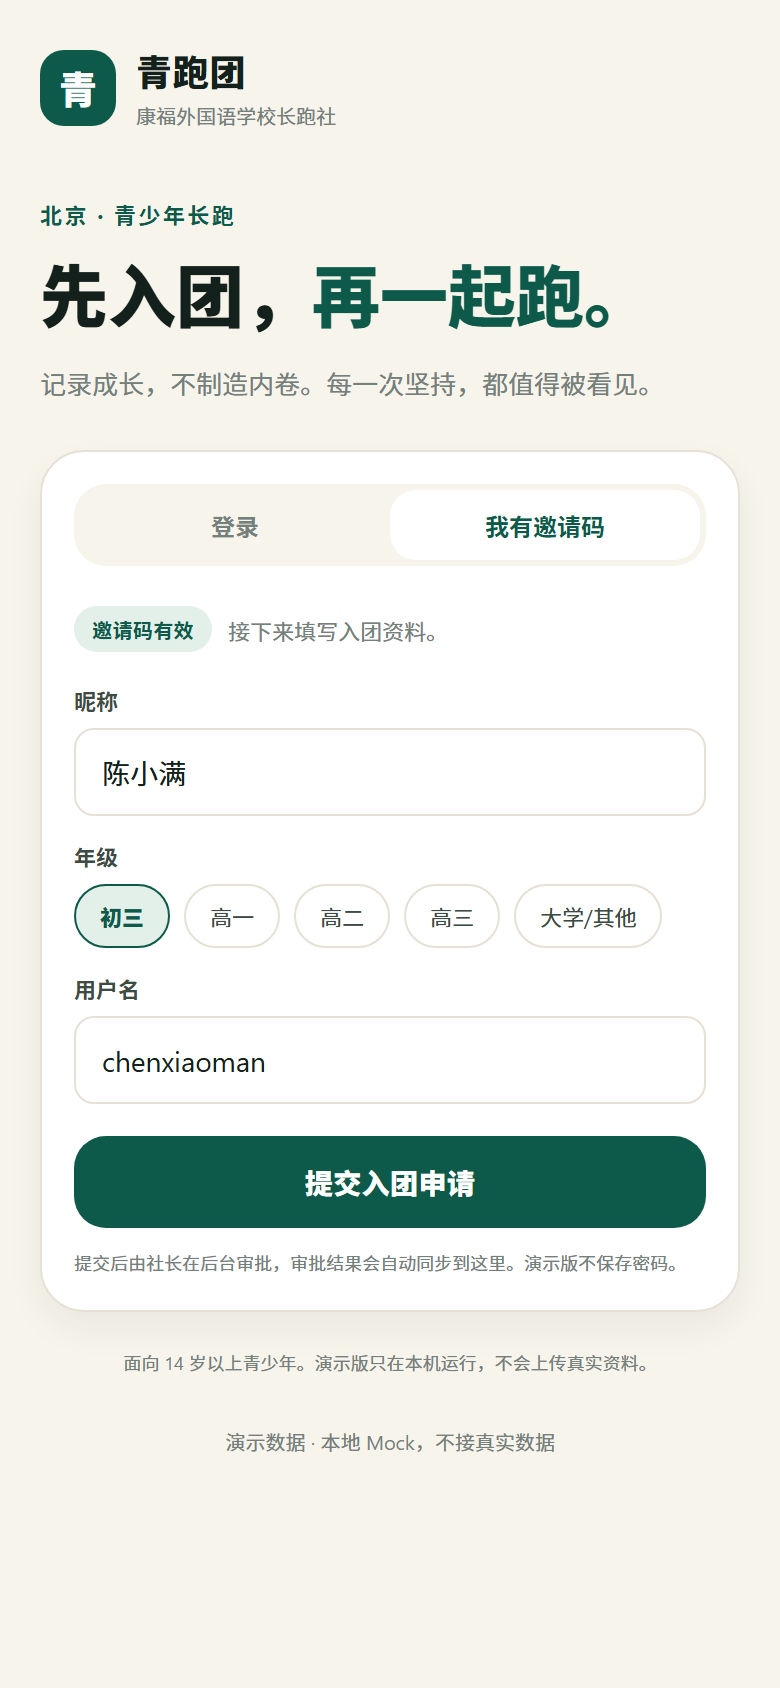 青
青跑团
康福外国语学校长跑社
北京 · 青少年长跑
先入团，再一起跑。
记录成长，不制造内卷。每一次坚持，都值得被看见。
登录
我有邀请码
邀请码有效
接下来填写入团资料。
昵称
陈小满
年级
初三
高一
高二
高三
大学/其他
用户名
chenxiaoman
提交入团申请
提交后由社长在后台审批，审批结果会自动同步到这里。演示版不保存密码。
面向 14 岁以上青少年。演示版只在本机运行，不会上传真实资料。
演示数据 · 本地 Mock，不接真实数据